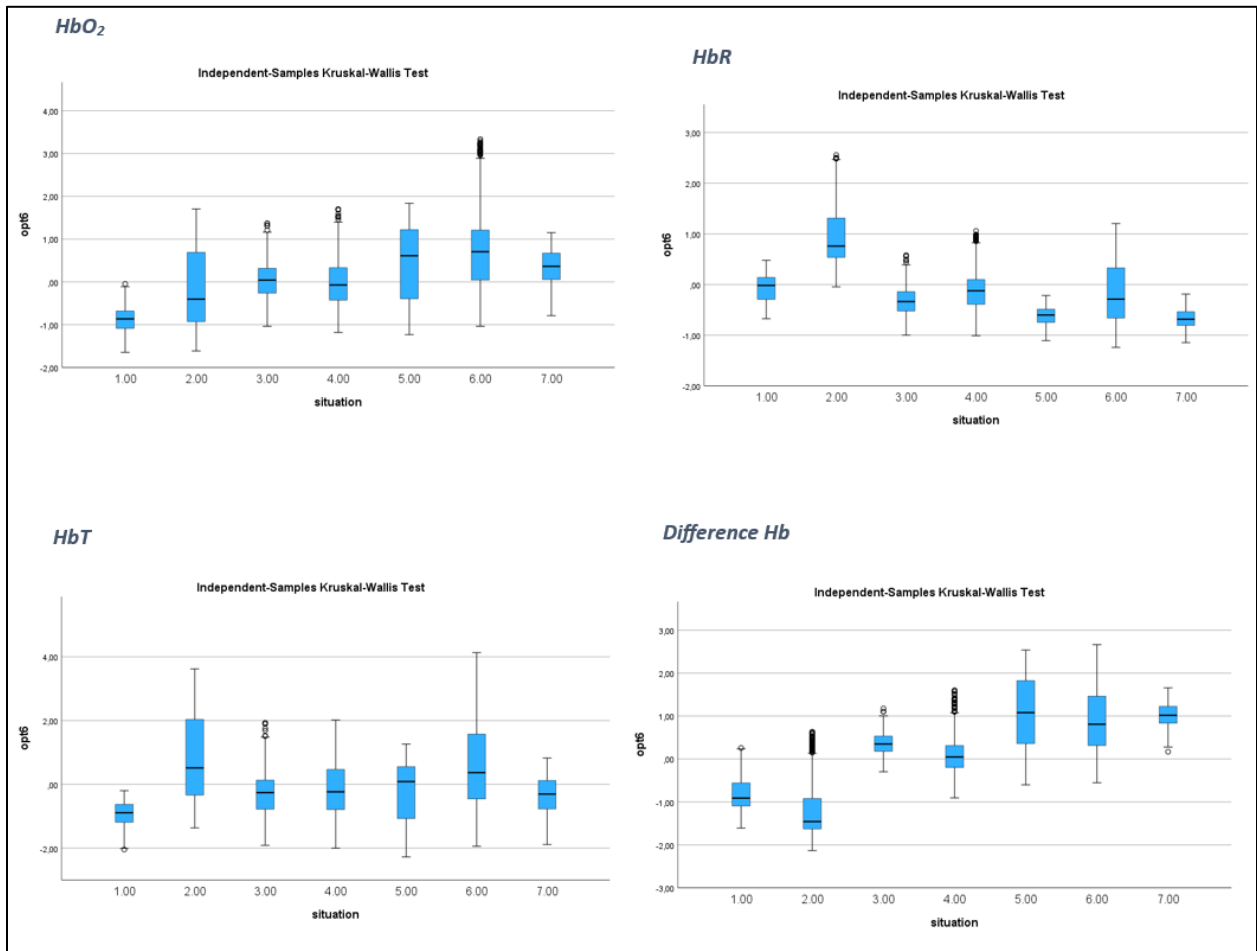 HbO₂
Independent-Samples Kruskal-Wallis Test
4,00
3,00
2,00
1,00
,00
-1,00
-2,00
opt6
1.00 2.00 3.00 4.00 5.00 6.00 7.00
situation
HbR
Independent-Samples Kruskal-Wallis Test
3,00
2,00
1,00
,00
-1,00
-2,00
opt6
1.00 2.00 3.00 4.00 5.00 6.00 7.00
situation
HbT
Independent-Samples Kruskal-Wallis Test
4,00
2,00
,00
-2,00
opt6
1.00 2.00 3.00 4.00 5.00 6.00 7.00
situation
Difference Hb
Independent-Samples Kruskal-Wallis Test
3,00
2,00
1,00
,00
-1,00
-2,00
-3,00
opt6
1.00 2.00 3.00 4.00 5.00 6.00 7.00
situation